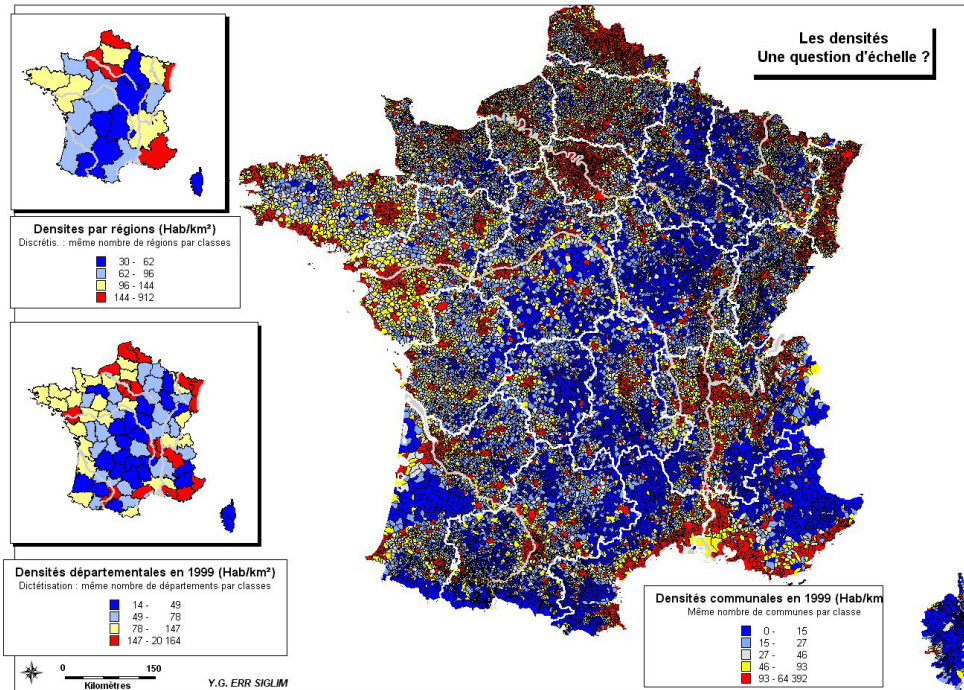 Les densités
Une question d'échelle ?
Densites par régions (Hab/km²)
Discrétis. : même nombre de régions par classes
30 - 62
62 - 96
96 - 144
144 - 912
Densités départementales en 1999 (Hab/km²)
Dictétisation : même nombre de départements par classes
14 - 49
49 - 78
78 - 147
147 - 20 164
0 150
Kilomètres
Y.G. ERR SIGLIM
Densités communales en 1999 (Hab/km
Même nombre de communes par classe
0 - 15
15 - 27
27 - 46
46 - 93
93 - 64 392